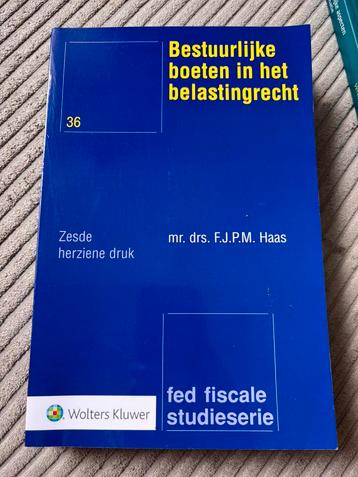 Bestuurlijke
boeten in het
belastingrecht
36
Zesde
herziene druk
mr. drs. F.J.P.M. Haas
fed fiscale
studieserie
Wolters Kluwer